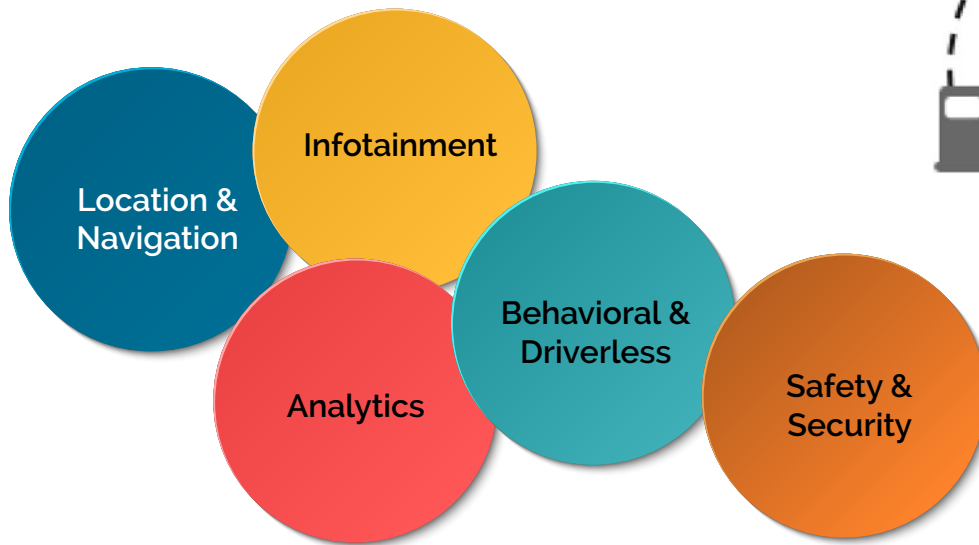 Location &
Navigation
Infotainment
Analytics
Behavioral &
Driverless
Safety &
Security